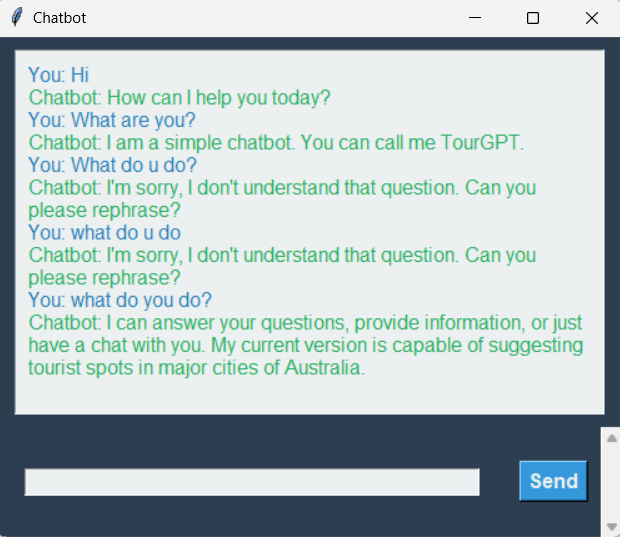 Chatbot
You: Hi
Chatbot: How can I help you today?
You: What are you?
Chatbot: I am a simple chatbot. You can call me TourGPT.
You: What do u do?
Chatbot: I'm sorry, I don't understand that question. Can you
please rephrase?
You: what do u do
Chatbot: I'm sorry, I don't understand that question. Can you
please rephrase?
You: what do you do?
Chatbot: I can answer your questions, provide information, or just
have a chat with you. My current version is capable of suggesting
tourist spots in major cities of Australia.
Send